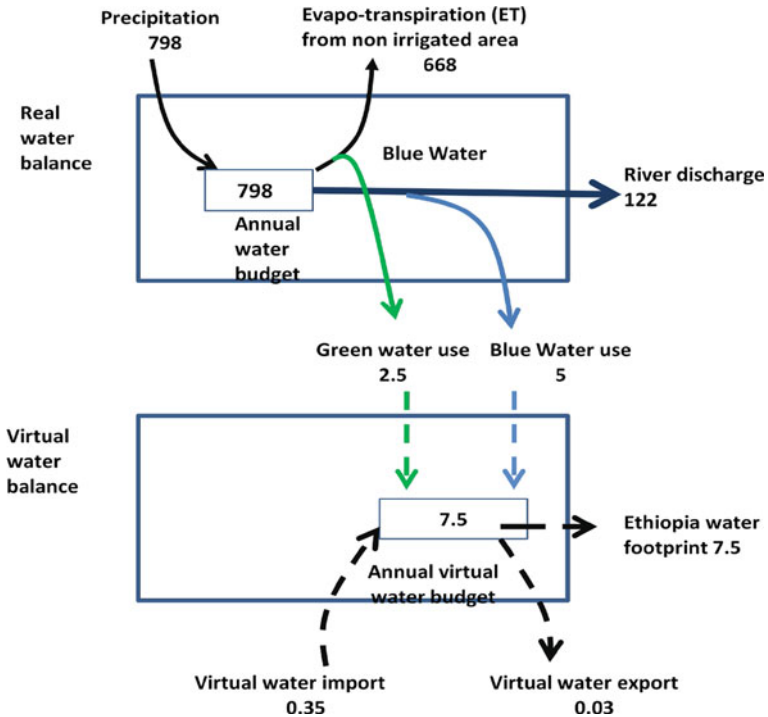 Precipitation
798
Evapo-transpiration (ET)
from non irrigated area
668
Real
water
balance
Blue Water
798
Annual
water
budget
River discharge
122
Green water use
2.5
Blue Water use
5
Virtual
water
balance
7.5
Annual virtual
water budget
Ethiopia water
footprint 7.5
Virtual water import
0.35
Virtual water export
0.03